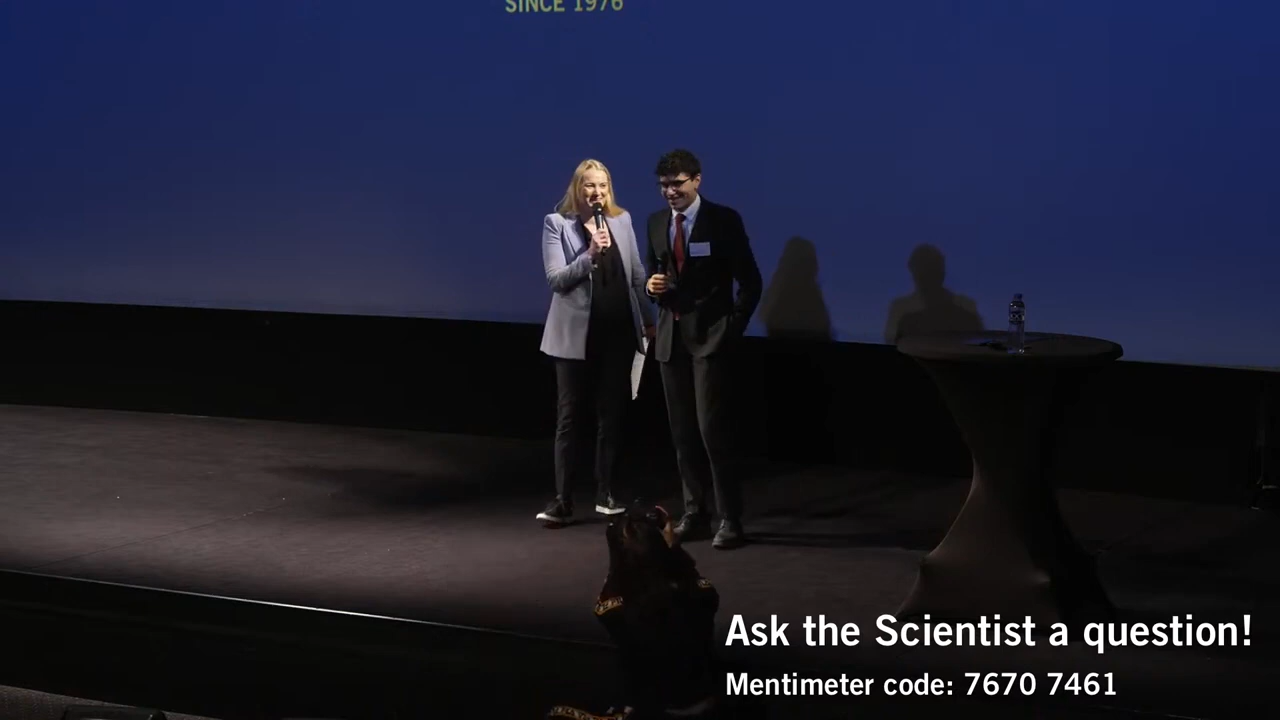 SINCE 1976
Ask the Scientist a question!
Mentimeter code: 7670 7461